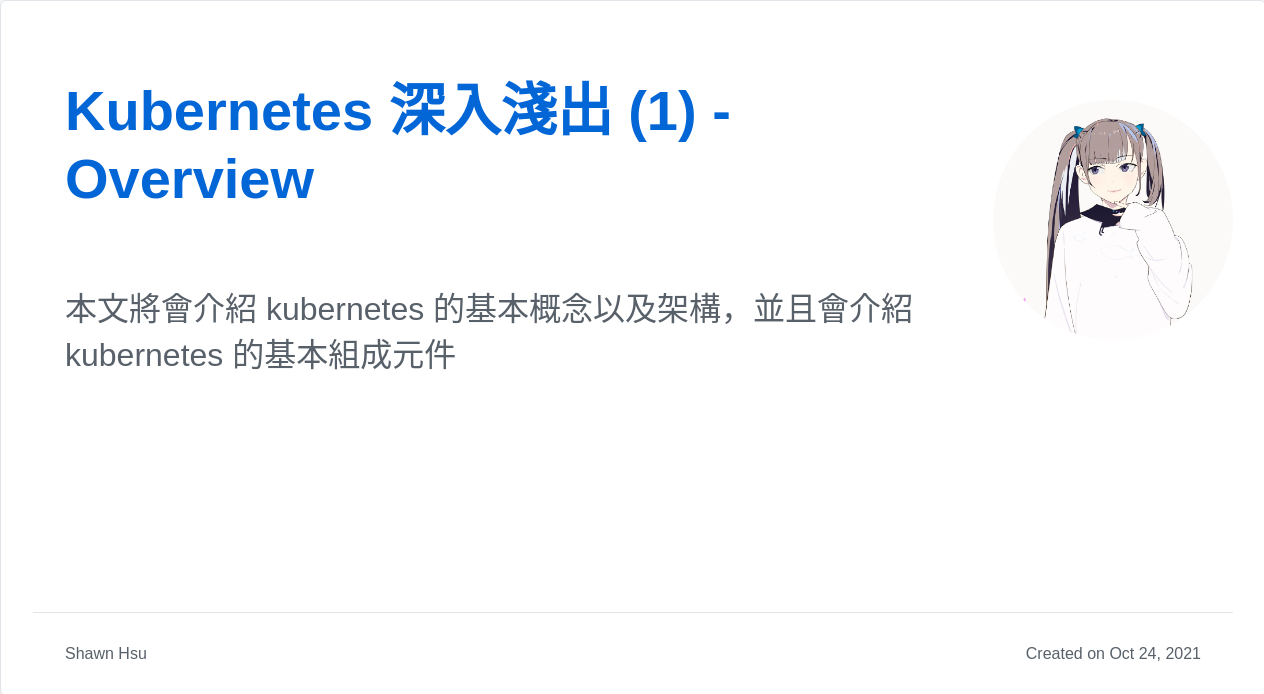 Kubernetes 深入淺出 (1) -
Overview
本文將會介紹 kubernetes 的基本概念以及架構，並且會介紹
kubernetes 的基本組成元件
Shawn Hsu
Created on Oct 24, 2021